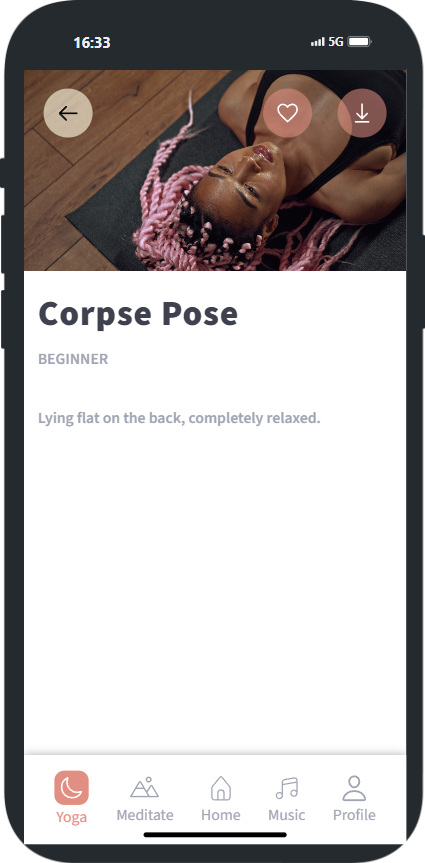 16:33 5G
Corpse Pose
BEGINNER
Lying flat on the back, completely relaxed.
Yoga Meditate Home Music Profile